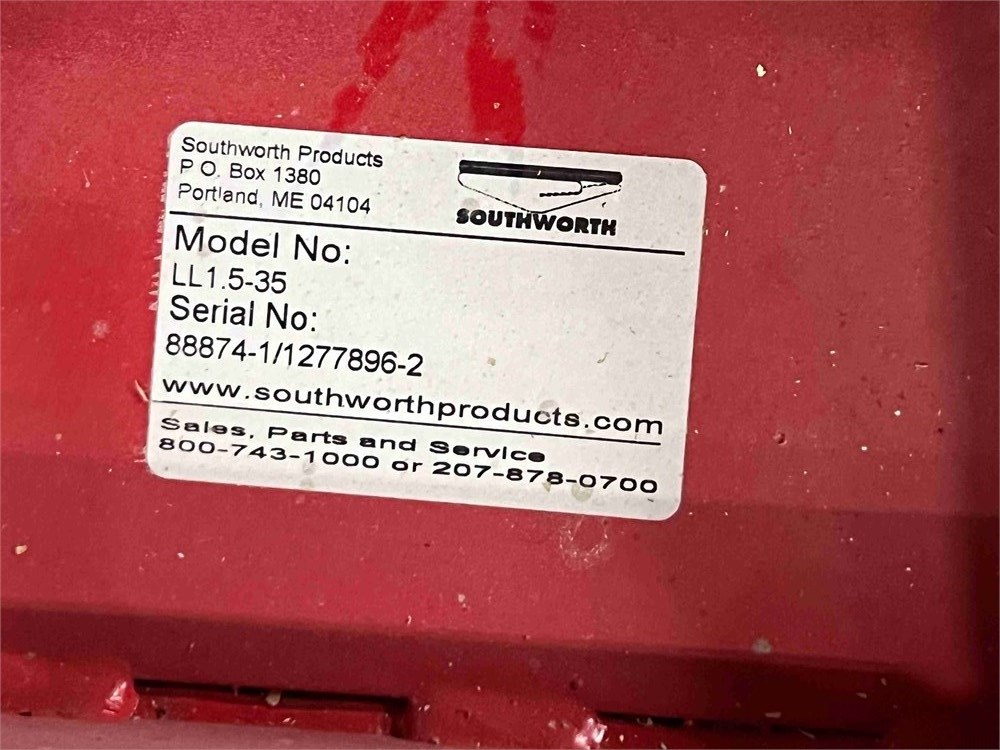 Southworth Products
P O. Box 1380
Portland, ME 04104
SOUTHWORTH
Model No:
LL1.5-35
Serial No:
88874-1/1277896-2
www.southworthproducts.com
Sales, Parts and Service
800-743-1000 or 207-878-0700